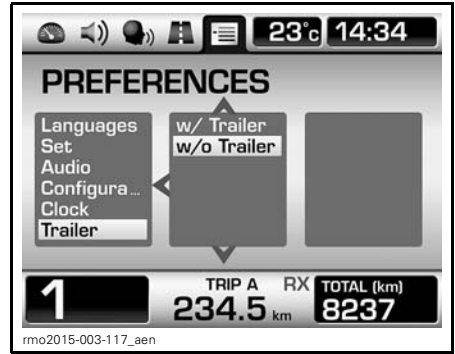 23°c 14:34
PREFERENCES
Languages
Set
Audio
Configura...
Clock
Trailer
w/ Trailer
w/o Trailer
1
TRIP A
234.5 km
RX
TOTAL (km)
8237
rmo2015-003-117_aen